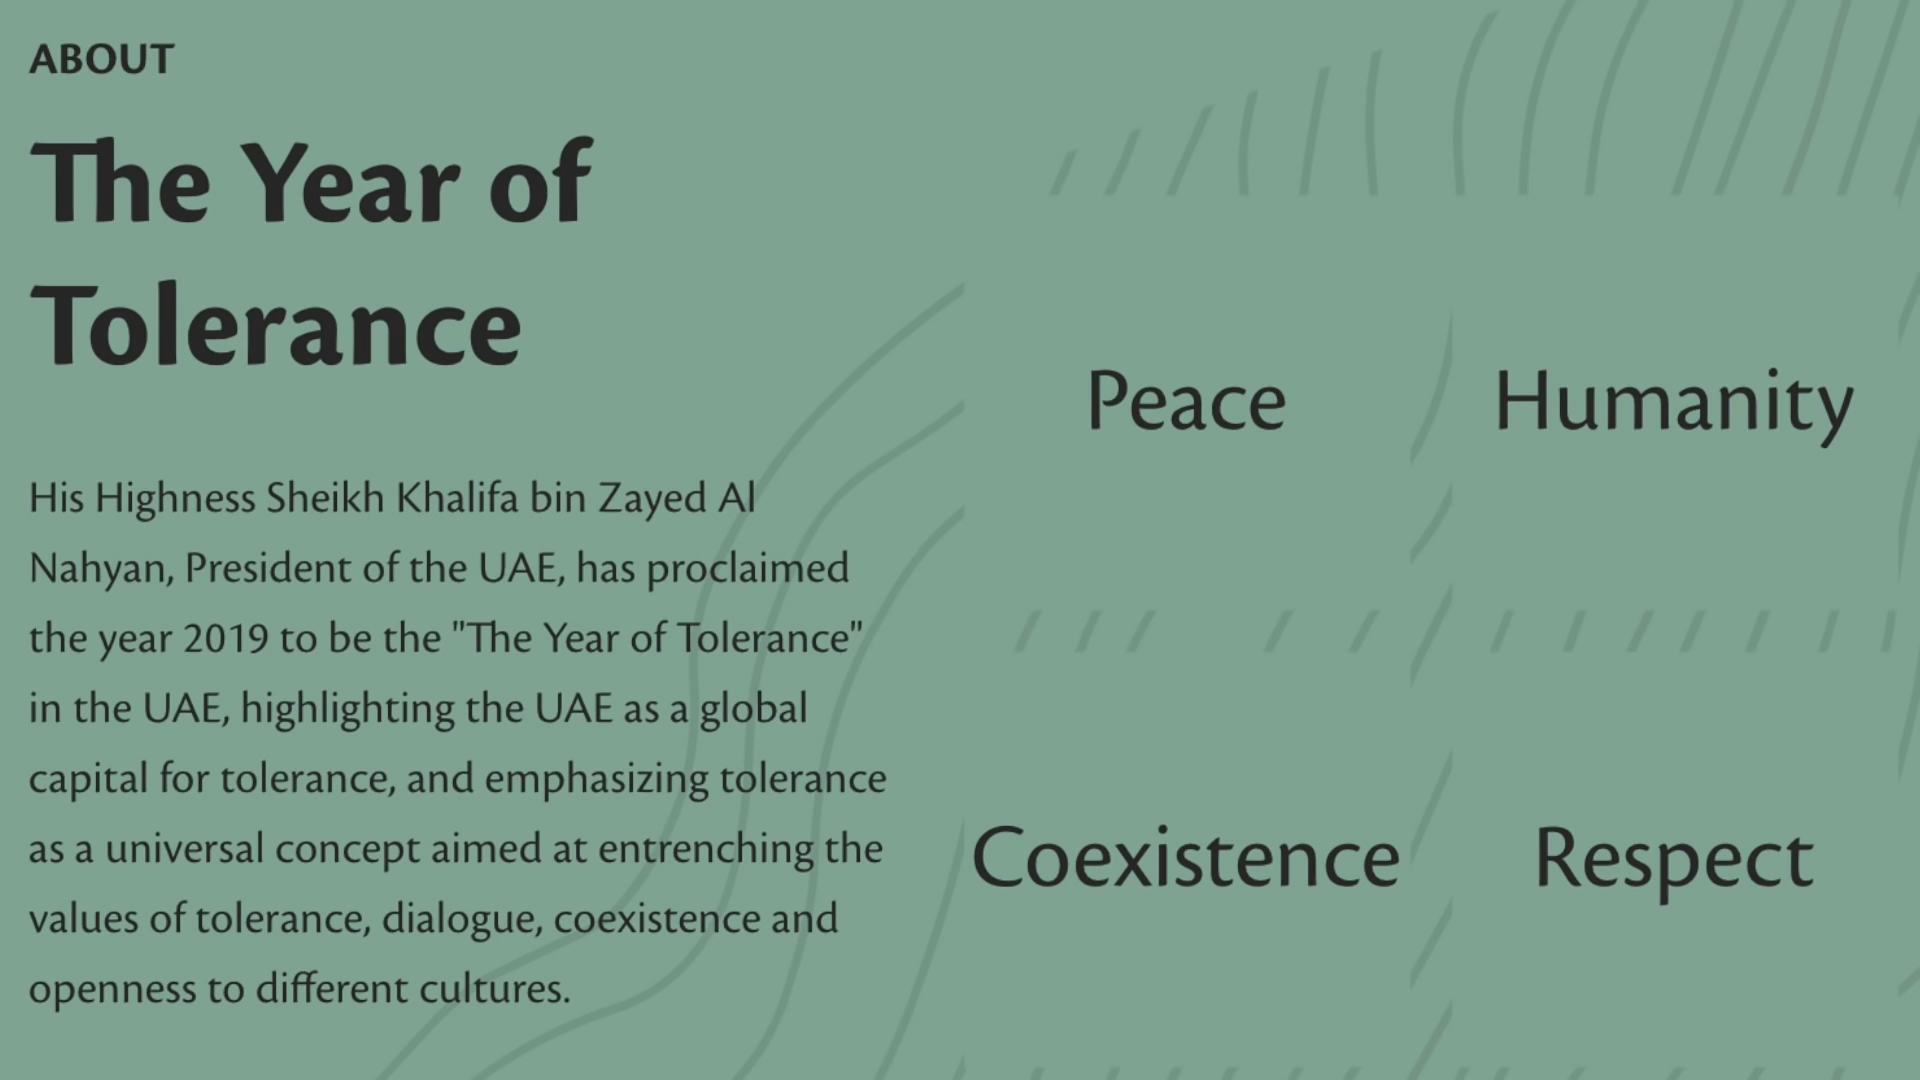 ABOUT
The Year of
Tolerance
His Highness Sheikh Khalifa bin Zayed Al
Nahyan, President of the UAE, has proclaimed
the year 2019 to be the "The Year of Tolerance"
in the UAE, highlighting the UAE as a global
capital for tolerance, and emphasizing tolerance
as a universal concept aimed at entrenching the
values of tolerance, dialogue, coexistence and
openness to different cultures.
Peace
Humanity
Coexistence
Respect